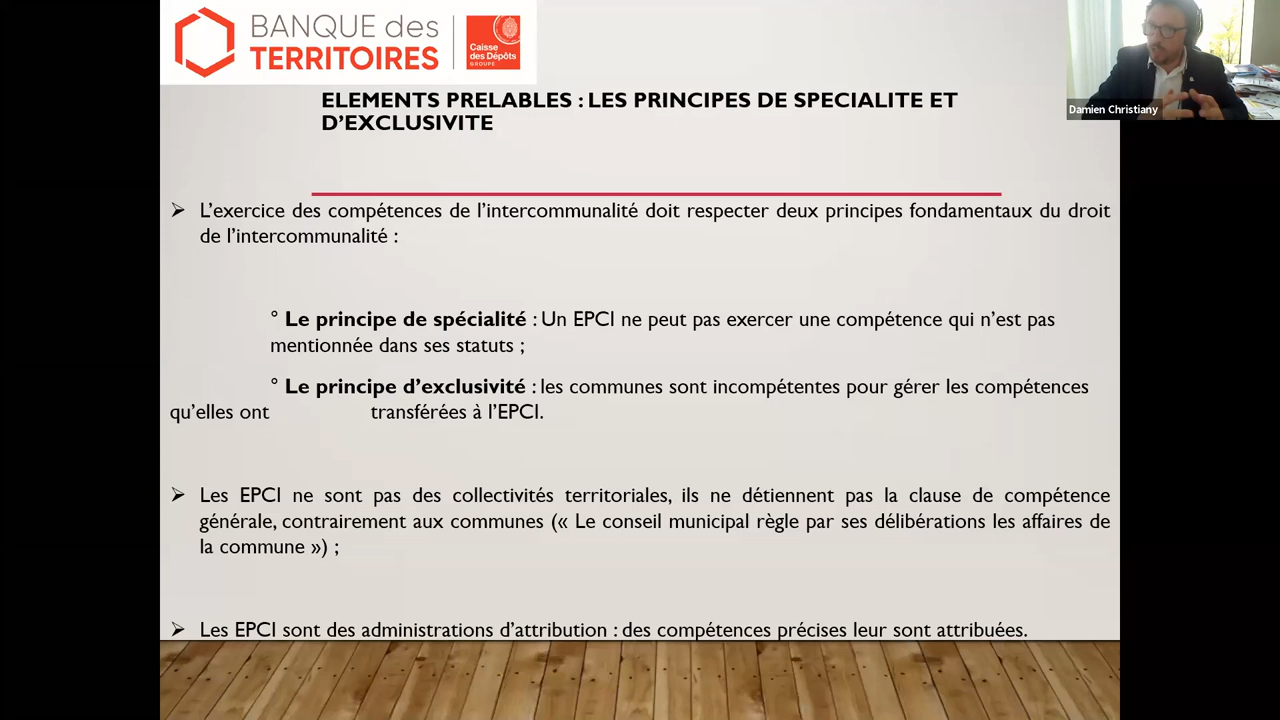 BANQUE des
TERRITOIRES
Caisse
des Dépôts
GROUPE
Damien Christiany
ELEMENTS PRELABLES : LES PRINCIPES DE SPECIALITE ET
D'EXCLUSIVITE
➢ L'exercice des compétences de l'intercommunalité doit respecter deux principes fondamentaux du droit
de l'intercommunalité :
° Le principe de spécialité : Un EPCI ne peut pas exercer une compétence qui n'est pas
mentionnée dans ses statuts ;
° Le principe d'exclusivité : les communes sont incompétentes pour gérer les compétences
qu'elles ont transférées à l'EPCI.
➢ Les EPCI ne sont pas des collectivités territoriales, ils ne détiennent pas la clause de compétence
générale, contrairement aux communes (« Le conseil municipal règle par ses délibérations les affaires de
la commune ») ;
➢ Les EPCI sont des administrations d'attribution : des compétences précises leur sont attribuées.